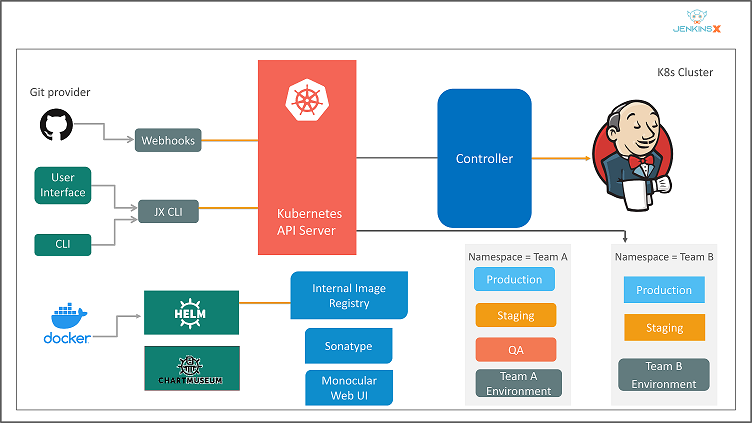 JENKINSX
K8s Cluster
Git provider
Webhooks
User
Interface
JX CLI
CLI
Kubernetes
API Server
Controller
Namespace = Team A
Production
Staging
QA
Team A
Environment
Namespace = Team B
Production
Staging
Team B
Environment
docker
HELM
CHARTMUSEUM
Internal Image
Registry
Sonatype
Monocular
Web UI